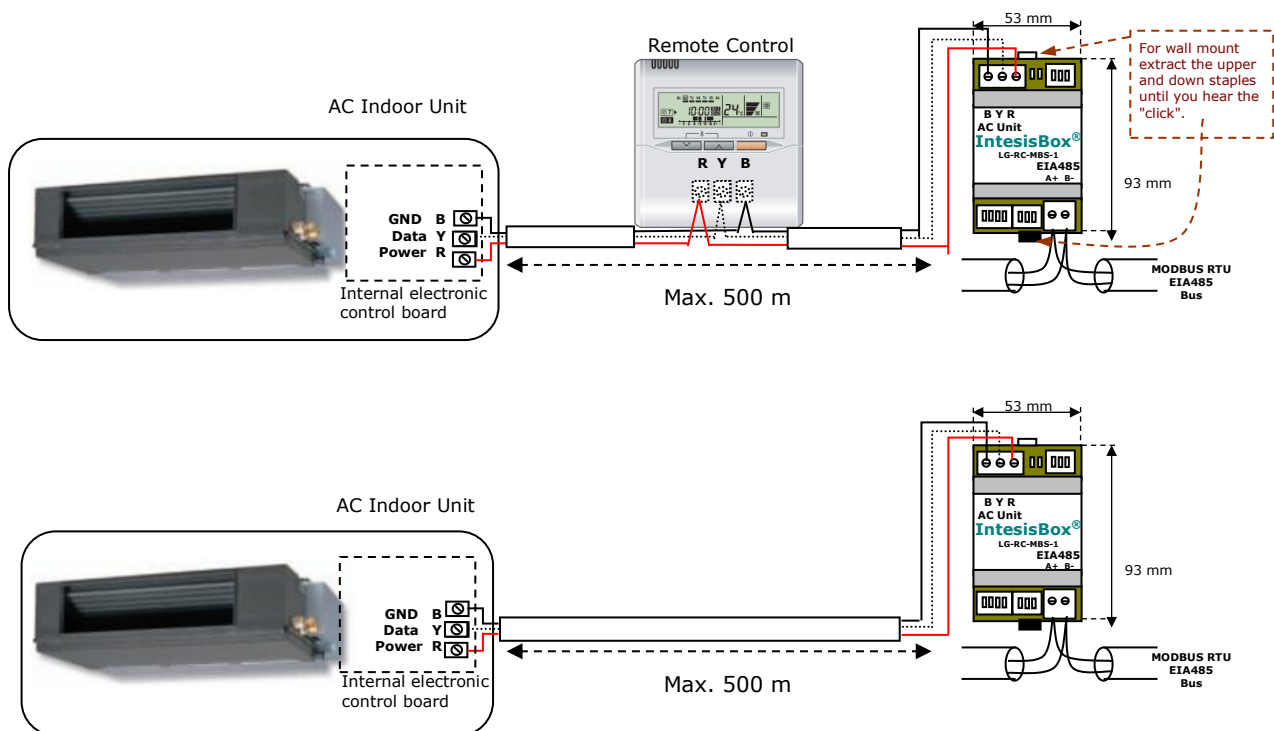 53 mm
Remote Control
For wall mount
extract the upper
and down staples
until you hear the
"click".
AC Indoor Unit
10:00
24
R Y B
B Y R
AC Unit
IntesisBox®
LG-RC-MBS-1
EIA485
A+ B-
93 mm
GND B
Data Y
Power R
Internal electronic
control board
Max. 500 m
MODBUS RTU
EIA485
Bus
53 mm
AC Indoor Unit
B Y R
AC Unit
IntesisBox®
LG-RC-MBS-1
EIA485
A+ B-
93 mm
GND B
Data Y
Power R
Internal electronic
control board
Max. 500 m
MODBUS RTU
EIA485
Bus